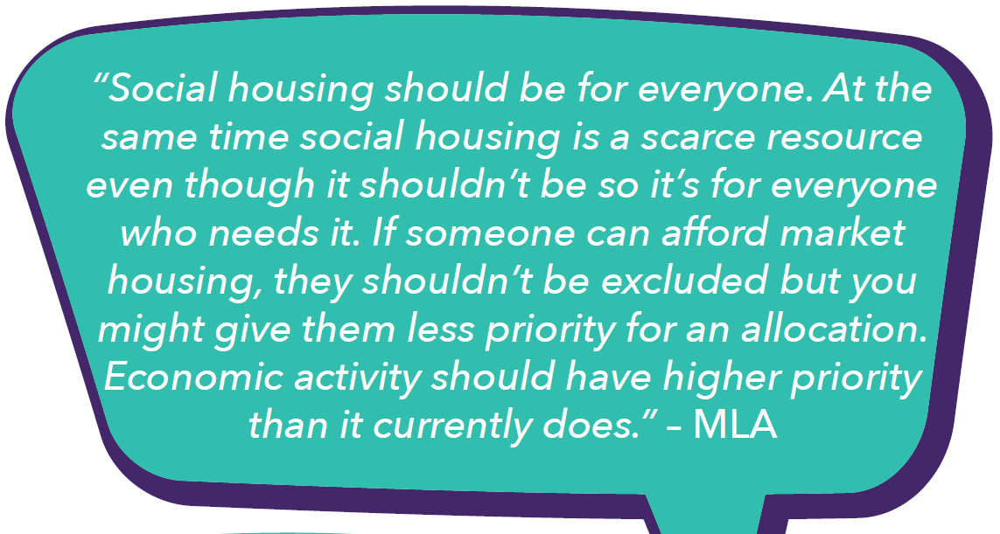 “Social housing should be for everyone. At the
same time social housing is a scarce resource
even though it shouldn’t be so it’s for everyone
who needs it. If someone can afford market
housing, they shouldn’t be excluded but you
might give them less priority for an allocation.
Economic activity should have higher priority
than it currently does.” – MLA